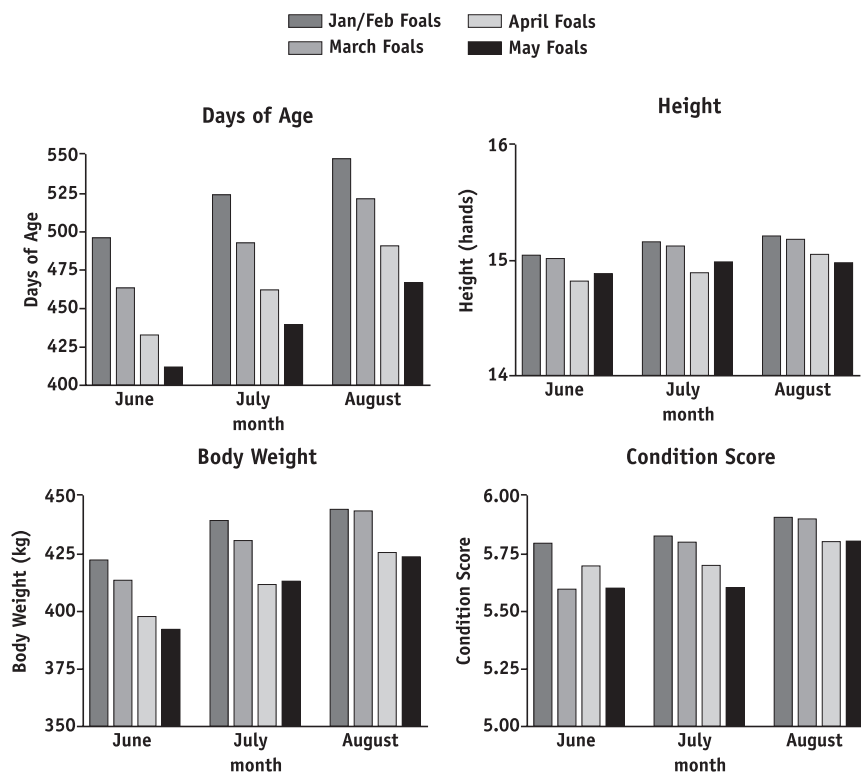 Jan/Feb Foals
April Foals
March Foals
May Foals
Days of Age
Days of Age
550
525
500
475
450
425
400
June
July
August
month
Height
Height (hands)
16
15
14
June
July
August
month
Body Weight
Body Weight (kg)
450
425
400
375
350
June
July
August
month
Condition Score
Condition Score
6.00
5.75
5.50
5.25
5.00
June
July
August
month